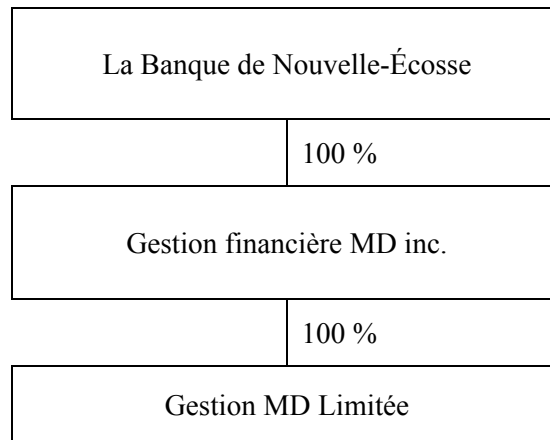 La Banque de Nouvelle-Écosse
100 %
Gestion financière MD inc.
100 %
Gestion MD Limitée